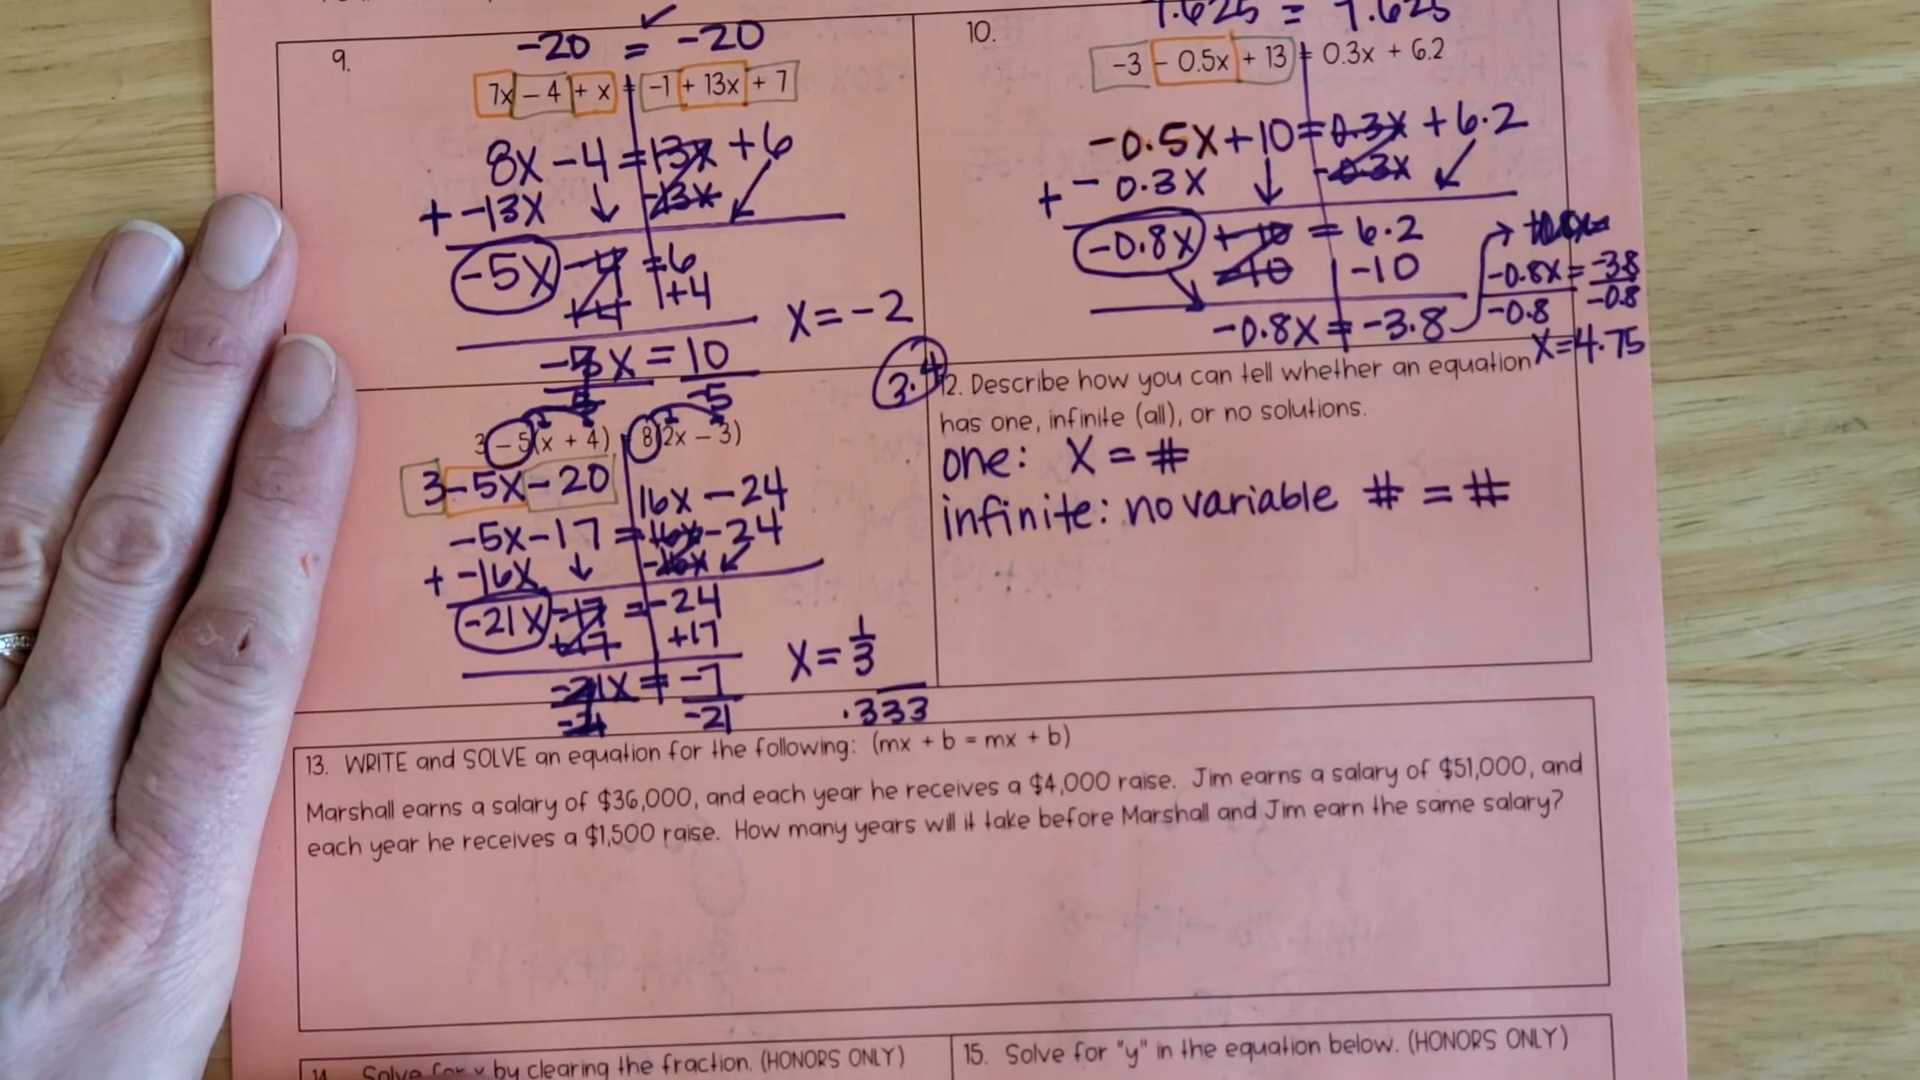 9.
-20 = -20
7x - 4 + x = -1 + 13x + 7
8x - 4 = 13x + 6
+ -13x -13x
-5x -4 = 6
+4 +4
-5x = 10
-5 -5
x = -2
10.
7.625 = 7.625
-3 - 0.5x + 13 = 0.3x + 6.2
-0.5x + 10 = 0.3x + 6.2
+ - 0.3x -0.3x
-0.8x + 10 = 6.2
-10 -10
-0.8x = -3.8
-0.8x = -3.8
-0.8 -0.8
x = 4.75
3 - 5(x + 4) 8(2x - 3)
3 - 5x - 20 16x - 24
-5x - 17 = 16x - 24
+ -16x -16x
-21x -17 = -24
+17 +17
-21x = -7
-21 -21
x = 1/3
.333
12. Describe how you can tell whether an equation
has one, infinite (all), or no solutions.
one: x = #
infinite: no variable # = #
13. WRITE and SOLVE an equation for the following: (mx + b = mx + b)
Marshall earns a salary of $36,000, and each year he receives a $4,000 raise. Jim earns a salary of $51,000, and
each year he receives a $1,500 raise. How many years will it take before Marshall and Jim earn the same salary?
by clearing the fraction. (HONORS ONLY)
15. Solve for "y" in the equation below. (HONORS ONLY)